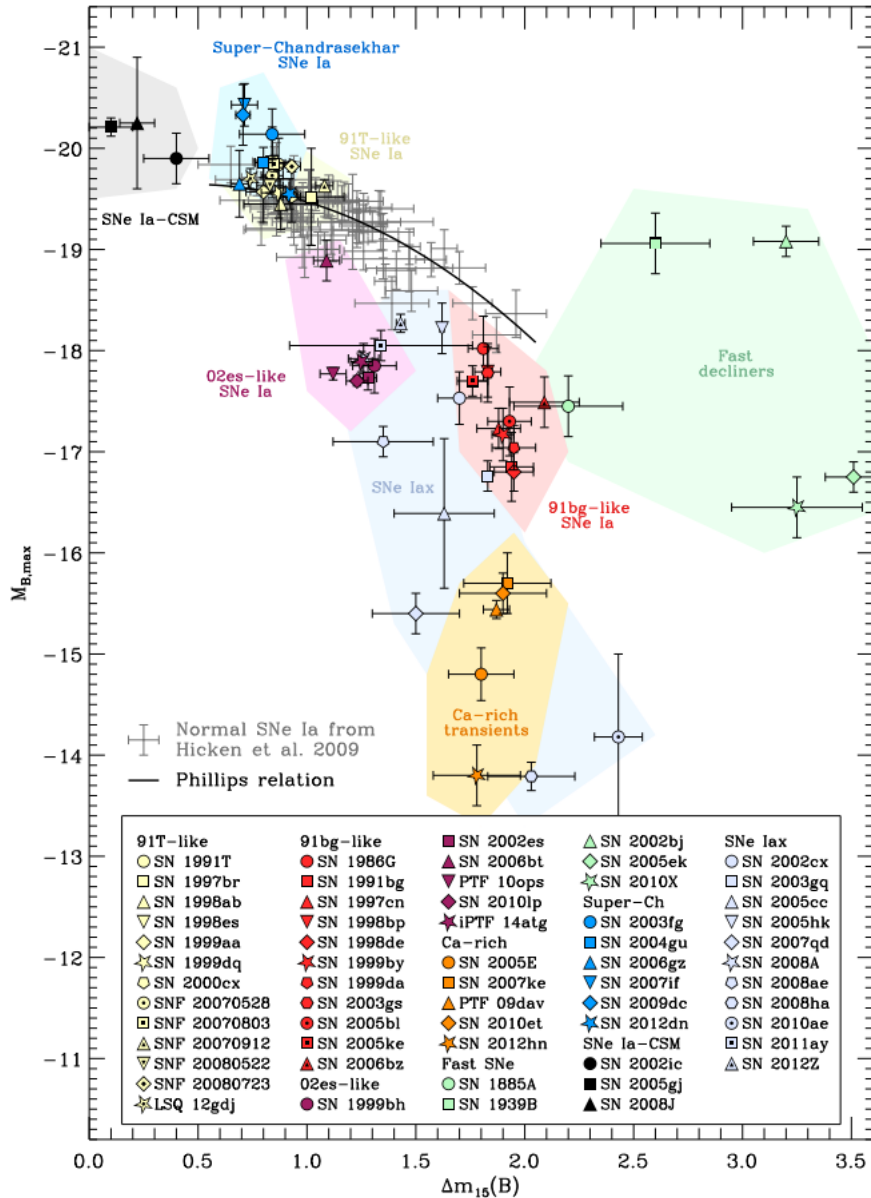 Super-Chandrasekhar
SNe Ia
91T-like
SNe Ia
SNe Ia-CSM
02es-like
SNe Ia
Fast
decliners
SNe Iax
91bg-like
SNe Ia
Ca-rich
transients
Normal SNe Ia from
Hicken et al. 2009
Phillips relation
M_B,max
-21
-20
-19
-18
-17
-16
-15
-14
-13
-12
-11
91T-like
SN 1991T
SN 1997br
SN 1998ab
SN 1998es
SN 1999aa
SN 1999dq
SN 2000cx
SNF 20070528
SNF 20070803
SNF 20070912
SNF 20080522
SNF 20080723
LSQ 12gdj
91bg-like
SN 1986G
SN 1991bg
SN 1997cn
SN 1998bp
SN 1998de
SN 1999by
SN 1999da
SN 2003gs
SN 2005bl
SN 2005ke
SN 2006bz
02es-like
SN 1999bh
SN 2002es
SN 2006bt
PTF 10ops
SN 2010lp
iPTF 14atg
Ca-rich
SN 2005E
SN 2007ke
PTF 09dav
SN 2010et
SN 2012hn
Fast SNe
SN 1885A
SN 1939B
SN 2002bj
SN 2005ek
SN 2010X
Super-Ch
SN 2003fg
SN 2004gu
SN 2006gz
SN 2007if
SN 2009dc
SN 2012dn
SNe Ia-CSM
SN 2002ic
SN 2005gj
SN 2008J
SNe Iax
SN 2002cx
SN 2003gq
SN 2005cc
SN 2005hk
SN 2007qd
SN 2008A
SN 2008ae
SN 2008ha
SN 2010ae
SN 2011ay
SN 2012Z
0.0 0.5 1.0 1.5 2.0 2.5 3.0 3.5
Δm15(B)